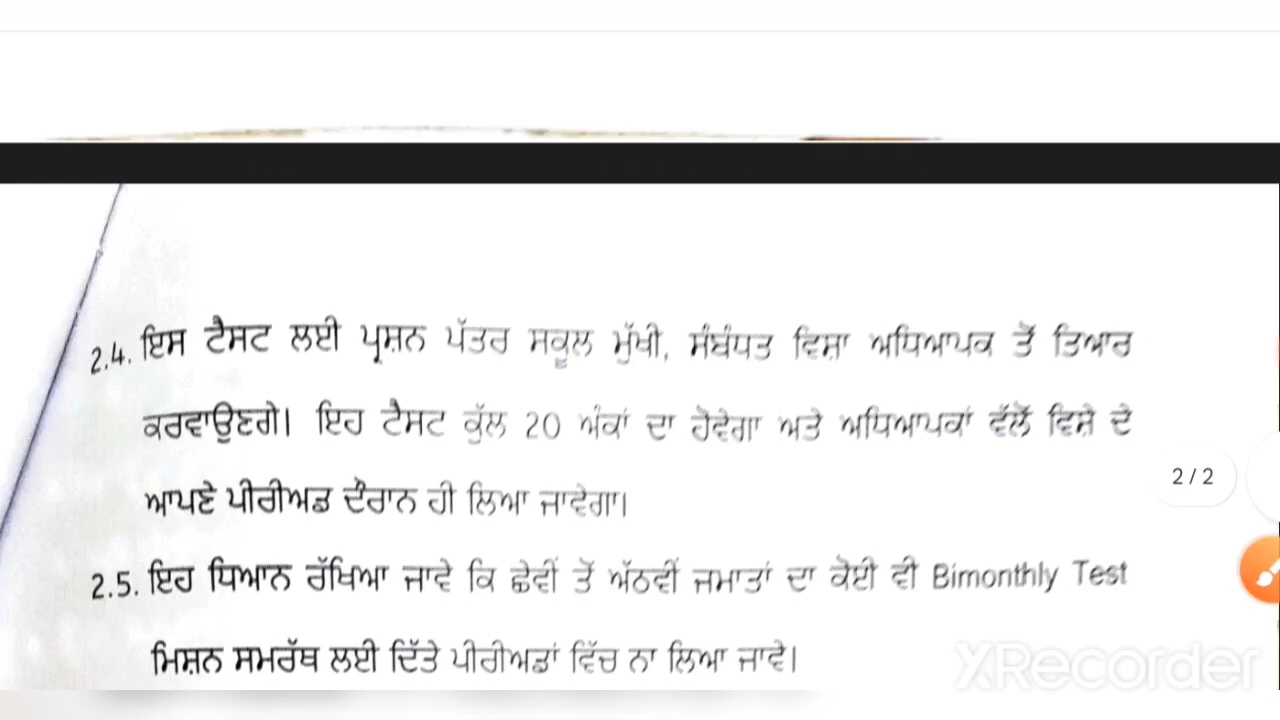 2.4. ਇਸ ਟੈਸਟ ਲਈ ਪ੍ਰਸ਼ਨ ਪੱਤਰ ਸਕੂਲ ਮੁੱਖੀ, ਸੰਬੰਧਤ ਵਿਸ਼ਾ ਅਧਿਆਪਕ ਤੋਂ ਤਿਆਰ
ਕਰਵਾਉਣਗੇ। ਇਹ ਟੈਸਟ ਕੁੱਲ 20 ਅੰਕਾਂ ਦਾ ਹੋਵੇਗਾ ਅਤੇ ਅਧਿਆਪਕਾਂ ਵੱਲੋਂ ਵਿਸ਼ੇ ਦੇ
2/2
ਆਪਣੇ ਪੀਰੀਅਡ ਦੌਰਾਨ ਹੀ ਲਿਆ ਜਾਵੇਗਾ।
2.5. ਇਹ ਧਿਆਨ ਰੱਖਿਆ ਜਾਵੇ ਕਿ ਛੇਵੀਂ ਤੋਂ ਅੱਠਵੀਂ ਜਮਾਤਾਂ ਦਾ ਕੋਈ ਵੀ Bimonthly Test
ਮਿਸ਼ਨ ਸਮਰੱਥ ਲਈ ਦਿੱਤੇ ਪੀਰੀਅਡਾਂ ਵਿੱਚ ਨਾ ਲਿਆ ਜਾਵੇ।
XRecorder